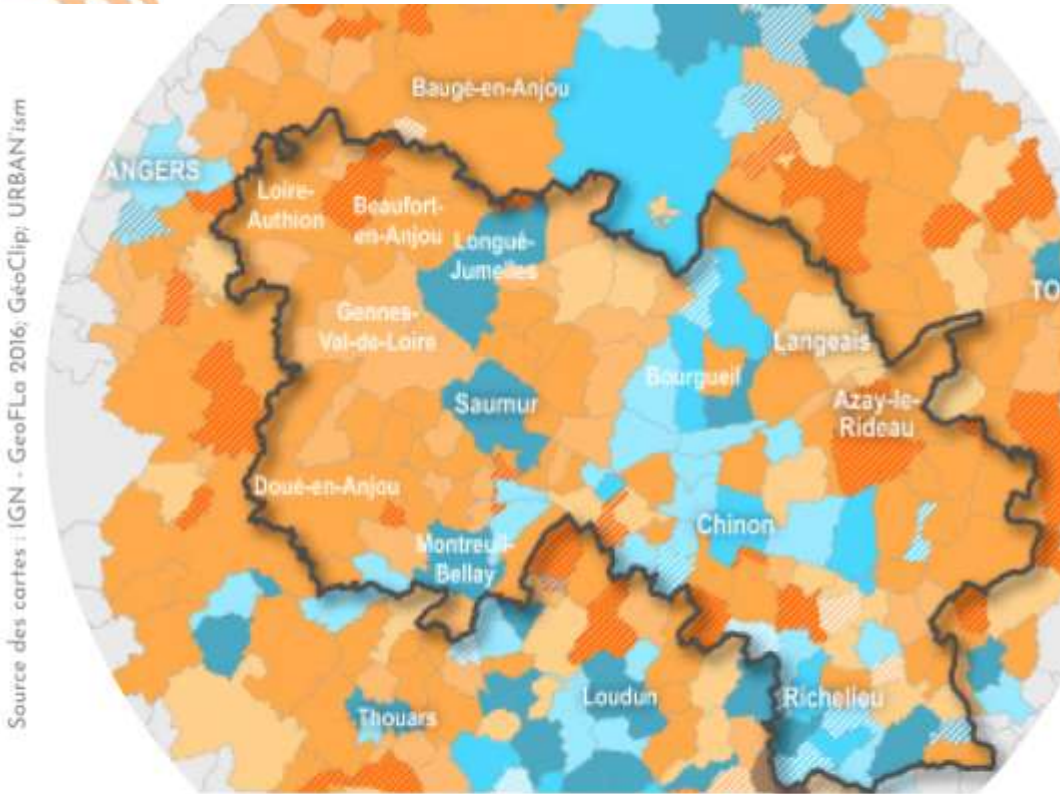 Source des cartes : IGN - GeoFLa 2016; GéoClip; URBAN'ism
Baugé-en-Anjou
ANGERS
Loire-
Authion
Beaufort-
en-Anjou
Longué-
Jumelles
TO
Gennes-
Val-de-Loire
Langeais
Bourgueil
Saumur
Azay-le-
Rideau
Doué-en-Anjou
Chinon
Montreuil-
Bellay
Loudun
Richelieu
Thouars